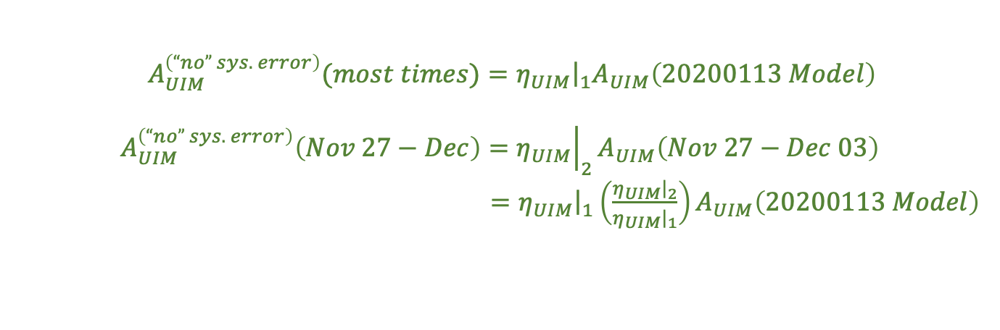 A_{UIM}^{(“no” sys. error)}(most times) = η_{UIM}|_1 A_{UIM}(20200113 Model)
A_{UIM}^{(“no” sys. error)}(Nov 27 − Dec) = η_{UIM}|_2 A_{UIM}(Nov 27 − Dec 03)
= η_{UIM}|_1 (\frac{η_{UIM}|_2}{η_{UIM}|_1}) A_{UIM}(20200113 Model)